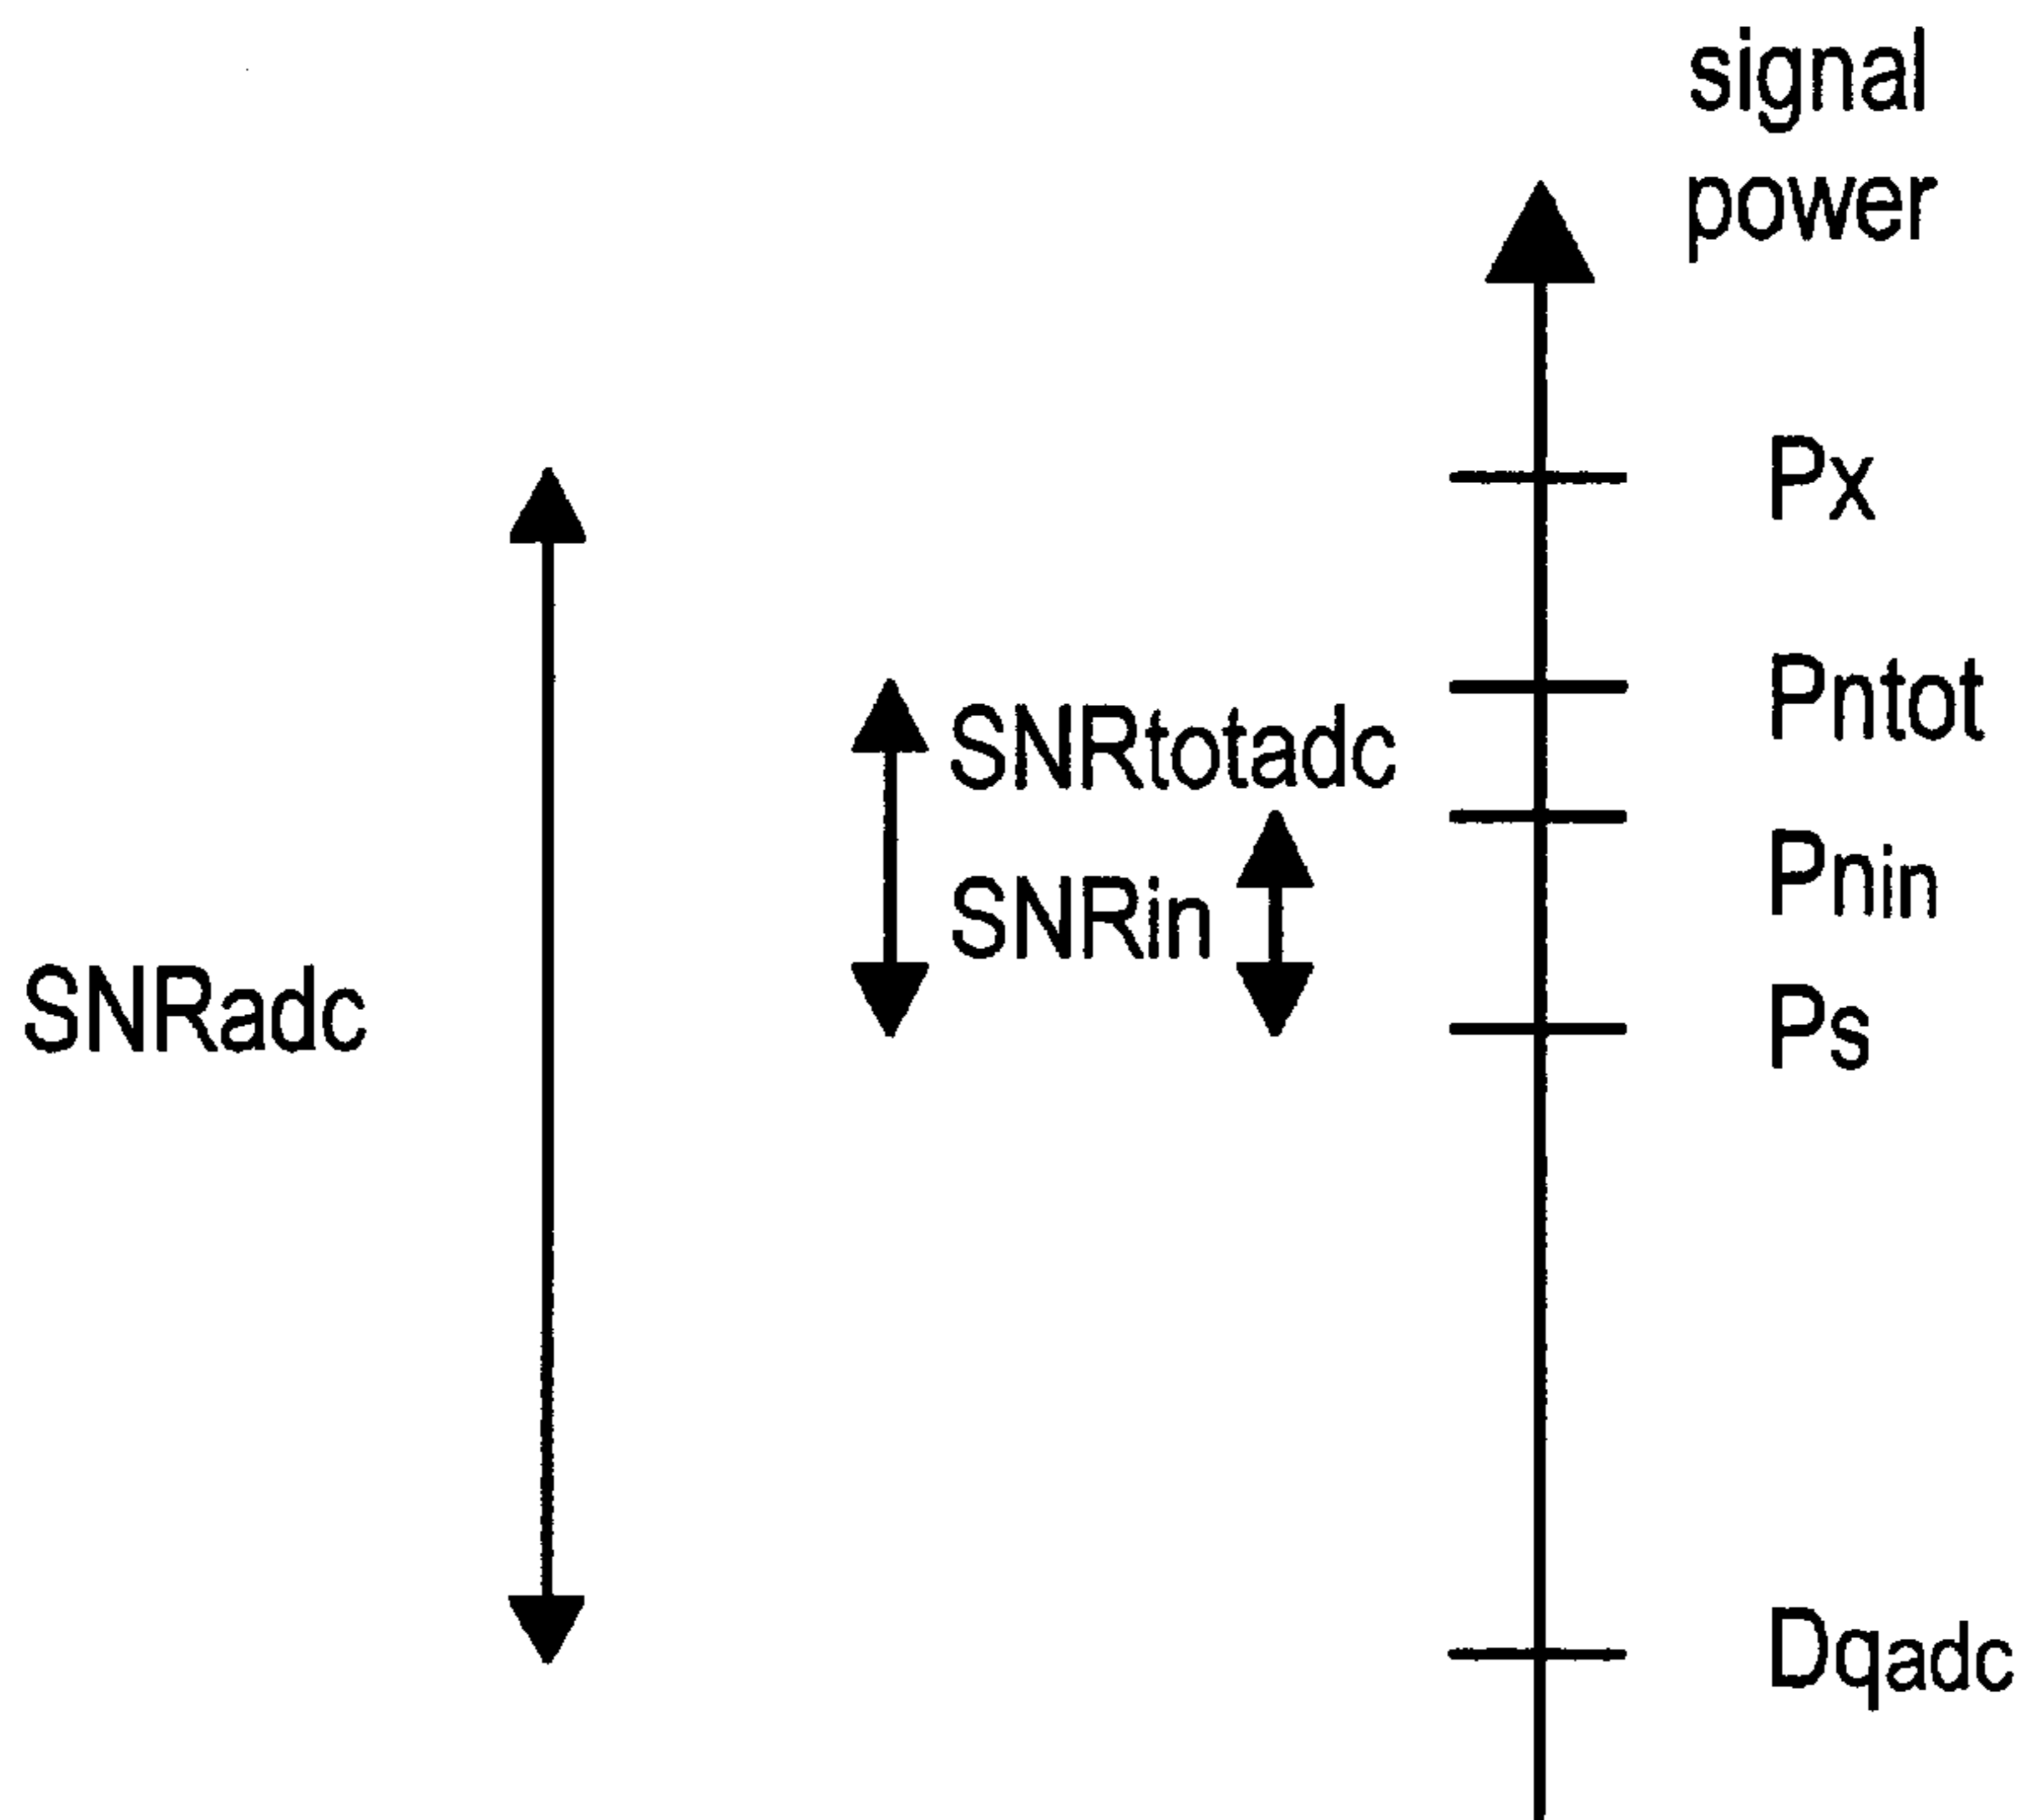 signal
power
Px
Pntot
SNRtotadc
Pnin
SNRin
SNRadc
Ps
Dqadc